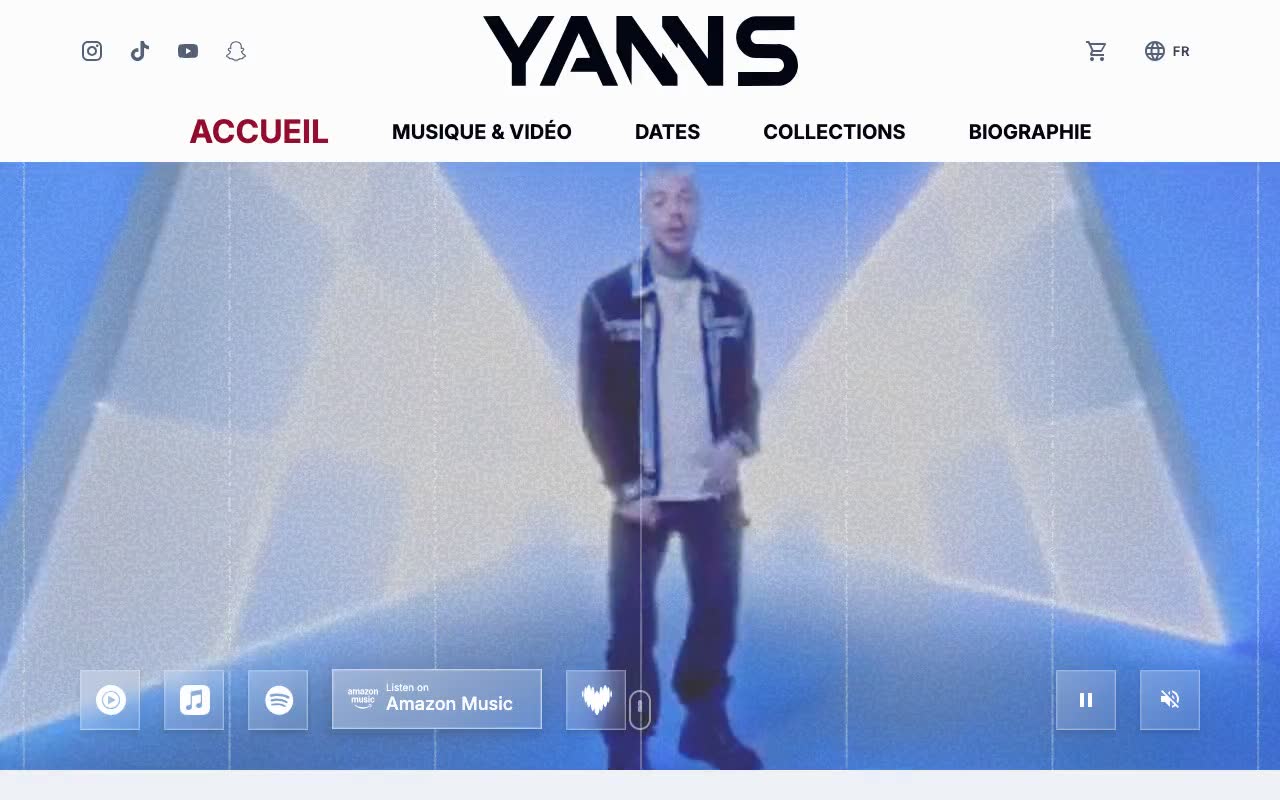 YANNS
FR
ACCUEIL
MUSIQUE & VIDÉO
DATES
COLLECTIONS
BIOGRAPHIE
amazon music
Listen on
Amazon Music